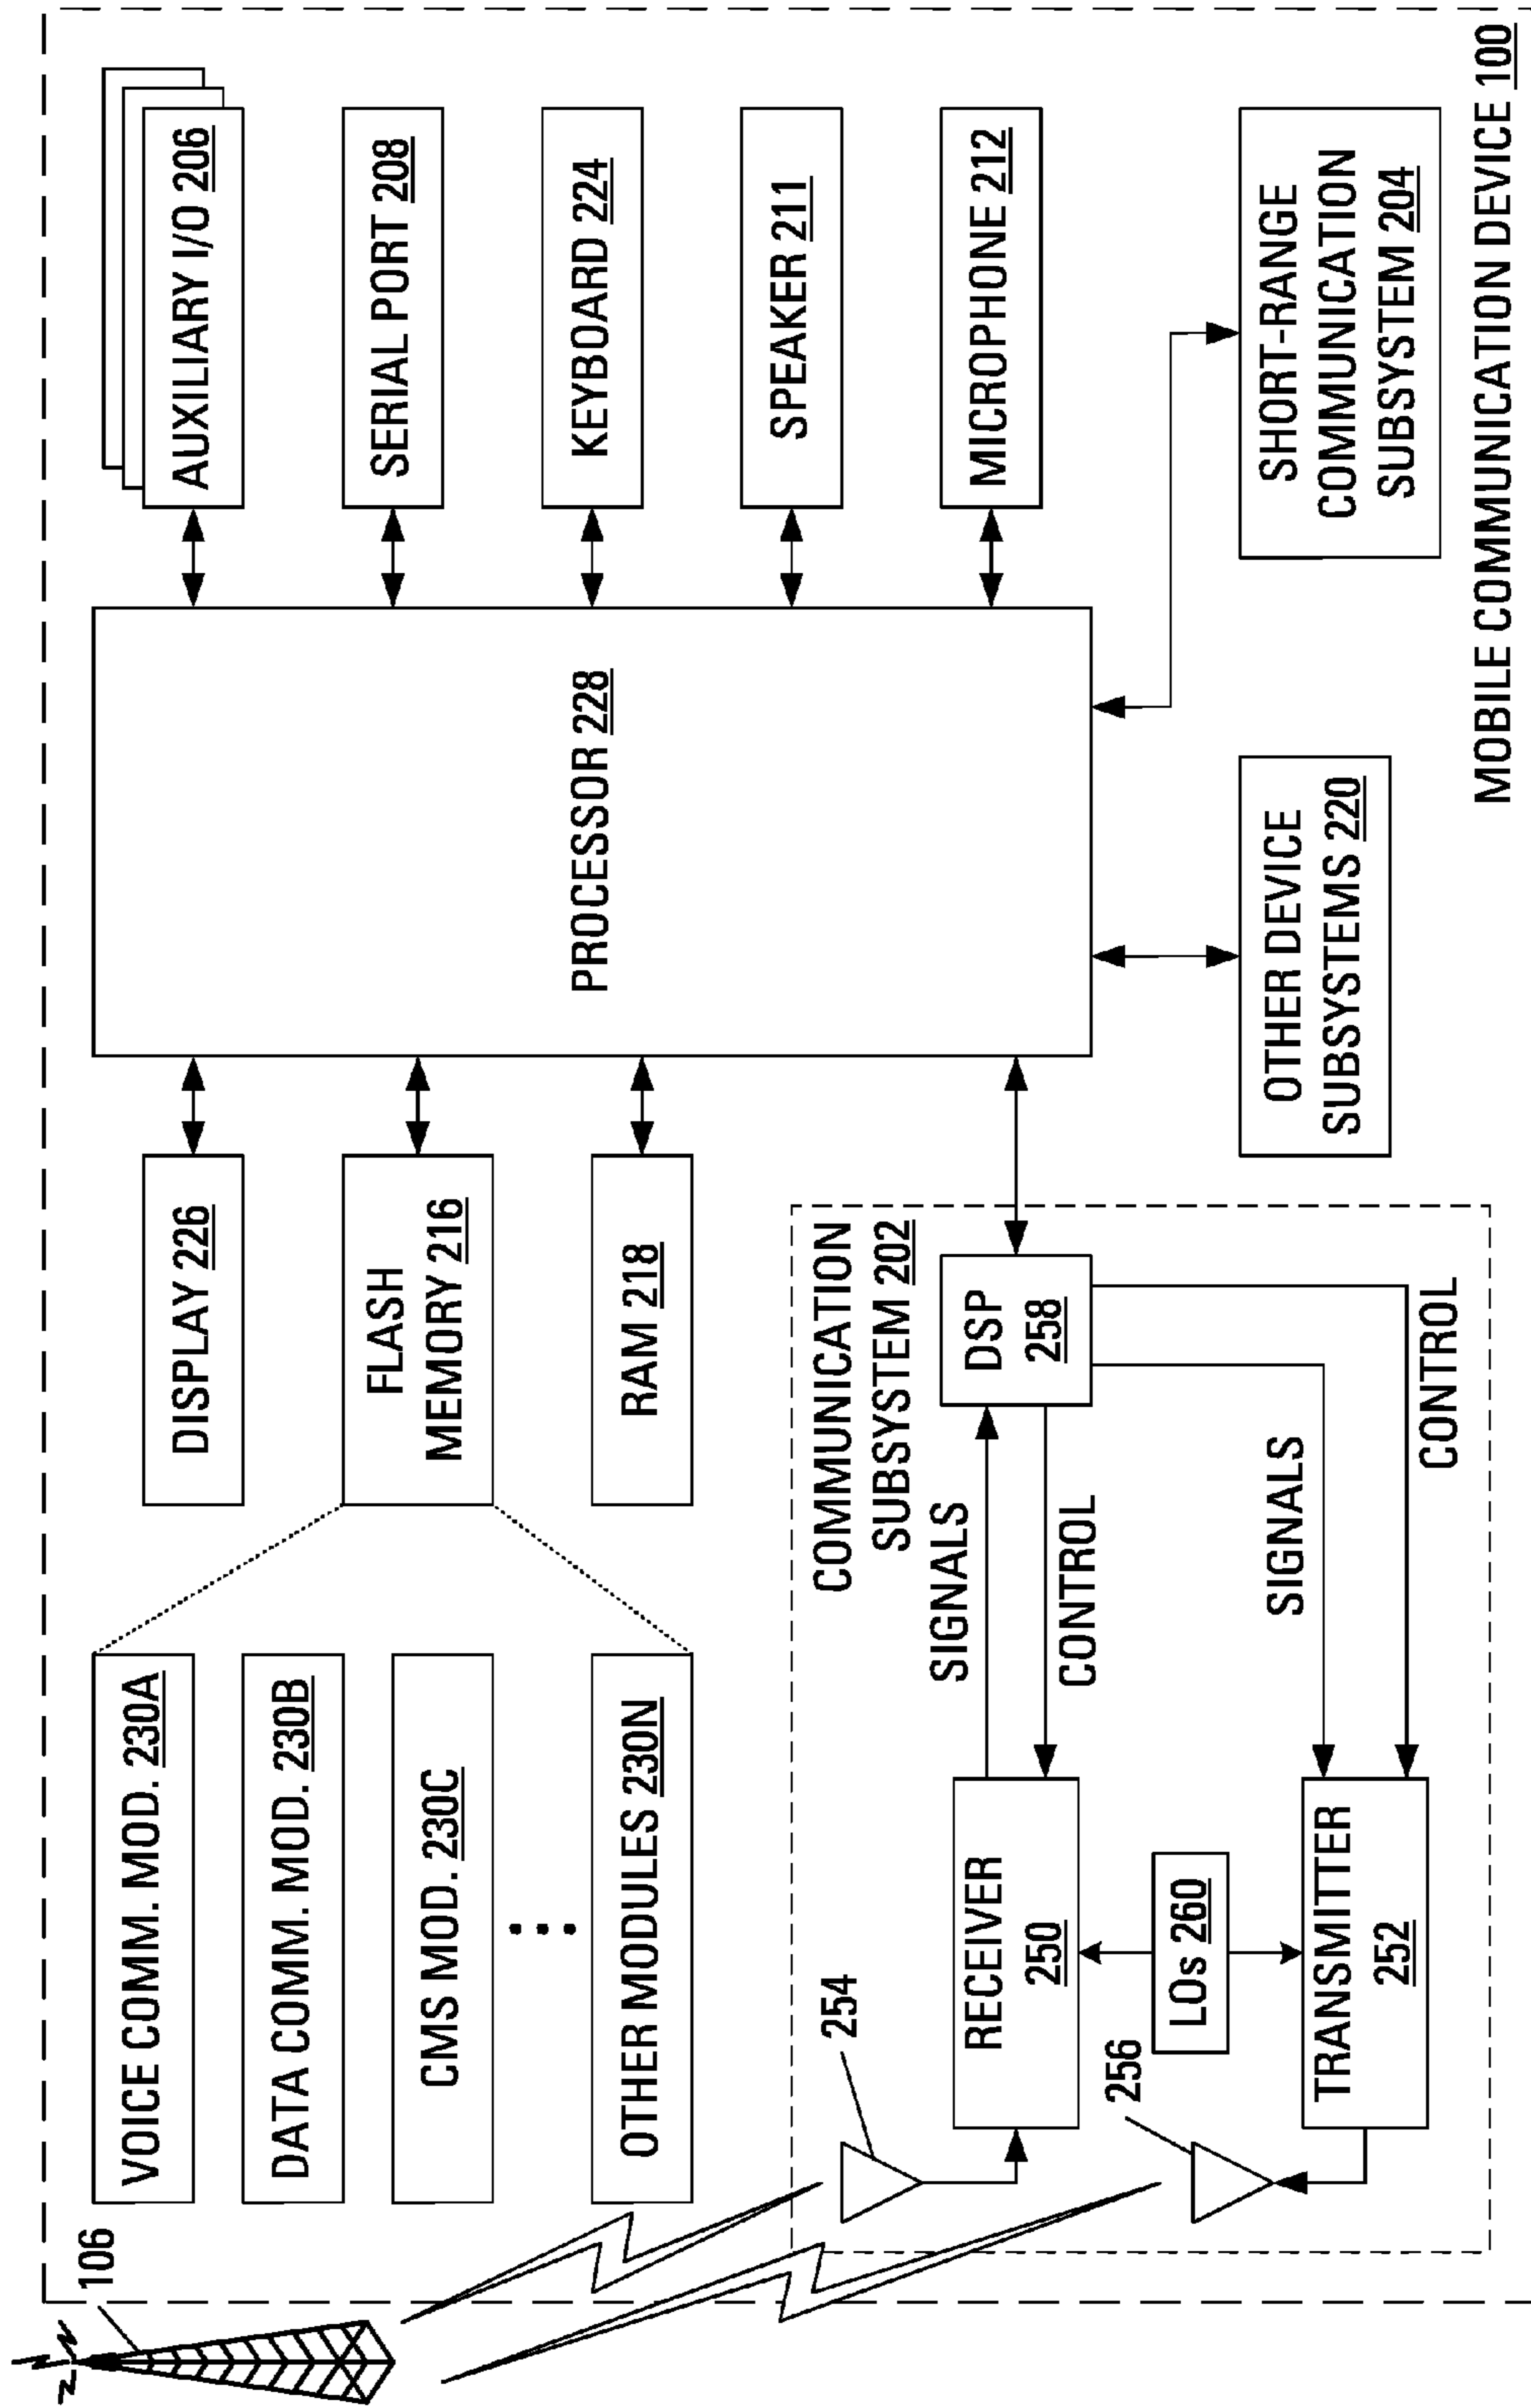 106
VOICE COMM. MOD. 230A
DATA COMM. MOD. 230B
CMS MOD. 230C
OTHER MODULES 230N
DISPLAY 226
FLASH
MEMORY 216
RAM 218
PROCESSOR 228
AUXILIARY I/O 206
SERIAL PORT 208
KEYBOARD 224
SPEAKER 211
MICROPHONE 212
COMMUNICATION
SUBSYSTEM 202
254
RECEIVER
250
SIGNALS
CONTROL
DSP
258
256
LOs 260
TRANSMITTER
252
SIGNALS
CONTROL
OTHER DEVICE
SUBSYSTEMS 220
SHORT-RANGE
COMMUNICATION
SUBSYSTEM 204
MOBILE COMMUNICATION DEVICE 100